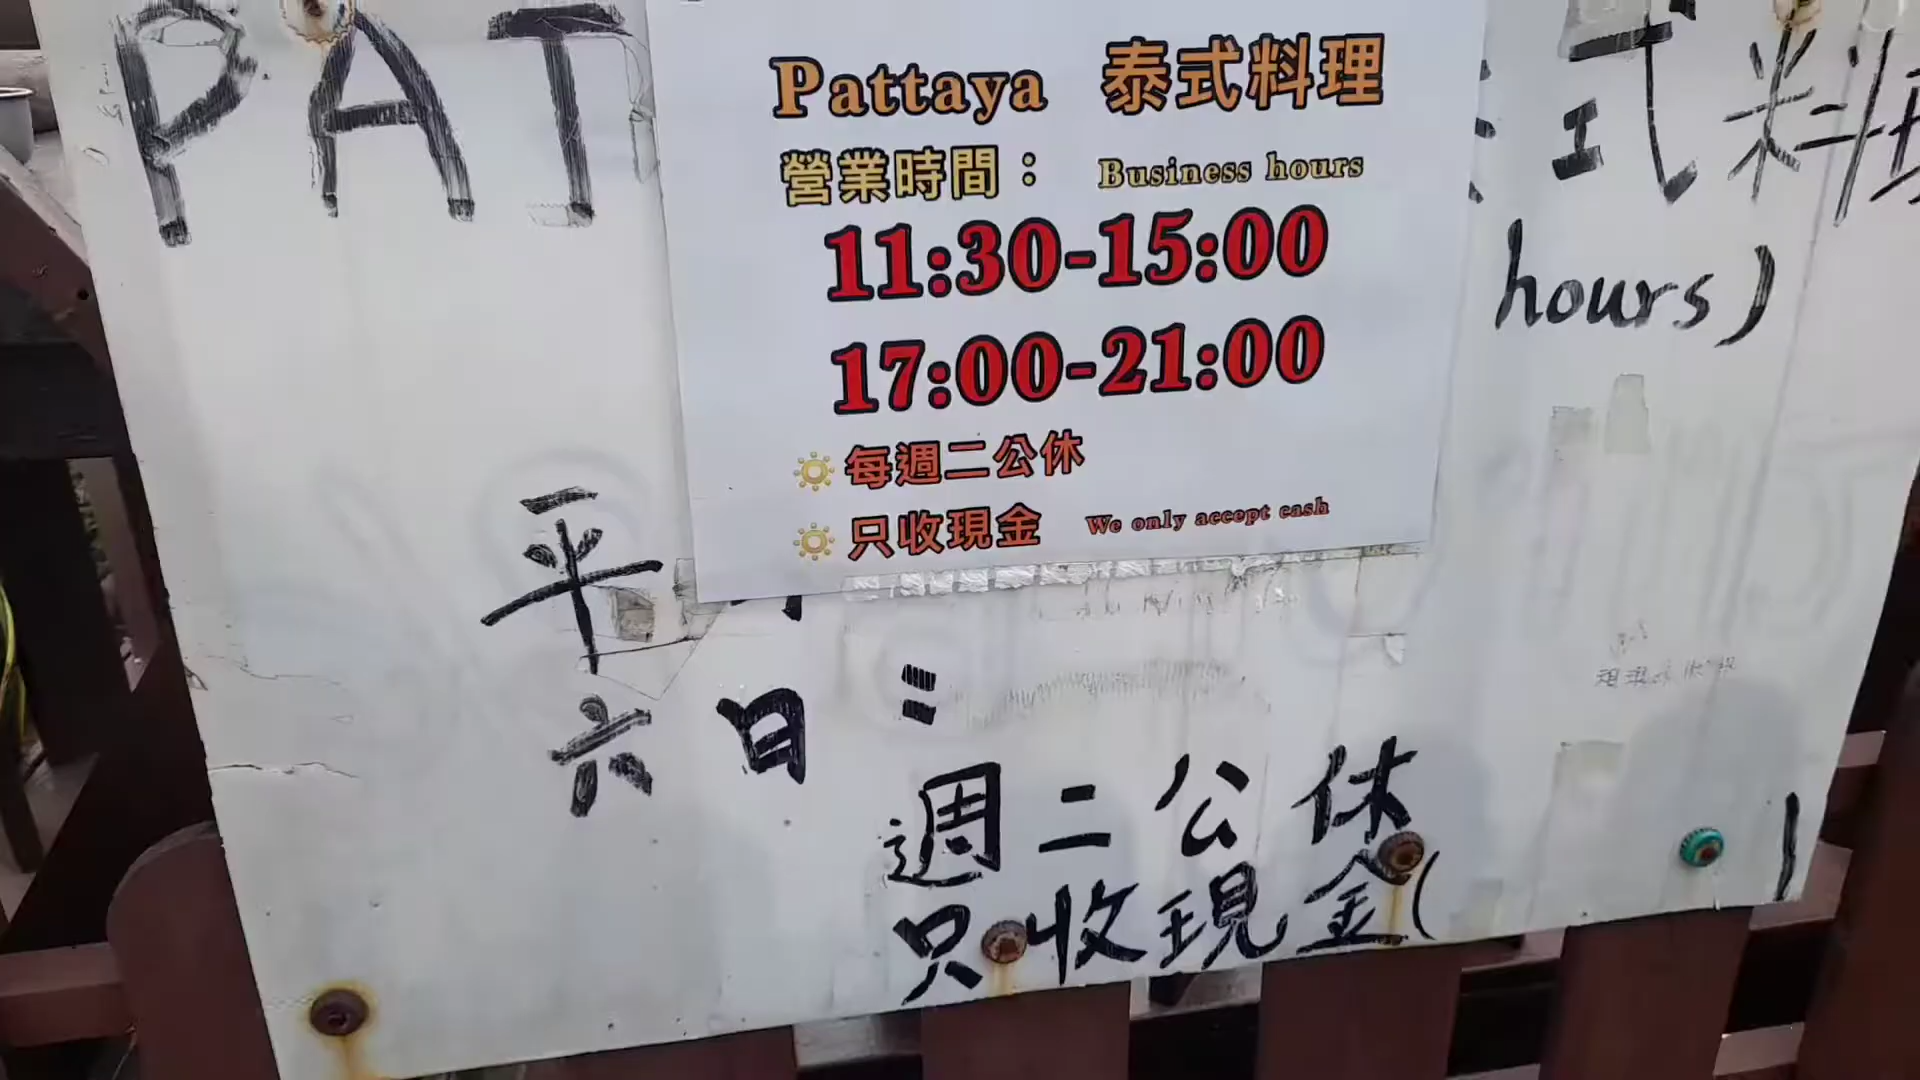 PAT
Pattaya 泰式料理
式料
營業時間： Business hours
11:30-15:00
hours)
17:00-21:00
每週二公休
只收現金 We only accept cash
平
六 日 :
週二公休
只收現金(